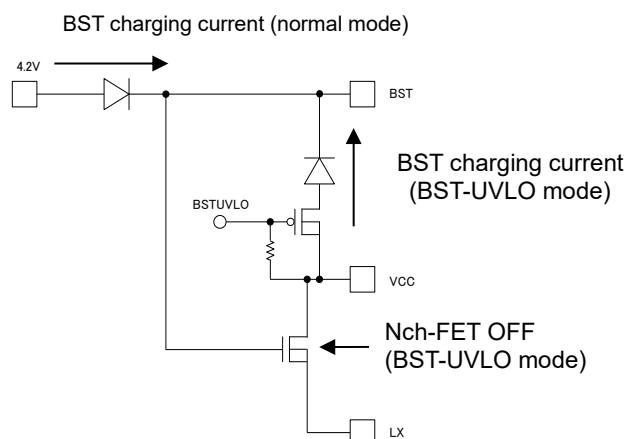 BST charging current (normal mode)
4.2V
BST
BST charging current
(BST-UVLO mode)
BSTUVLO
VCC
Nch-FET OFF
(BST-UVLO mode)
LX